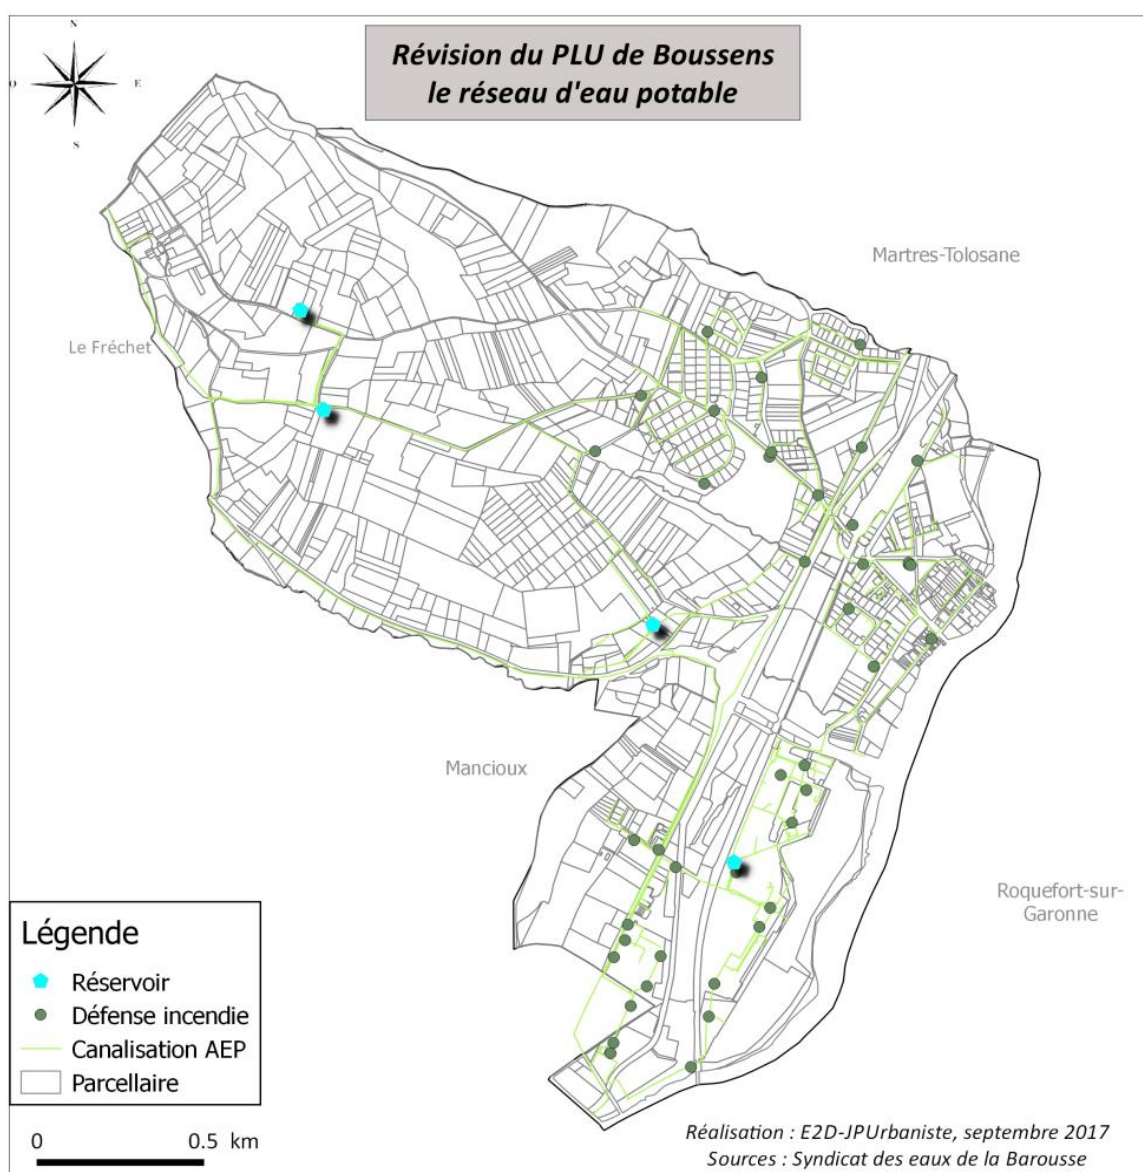 Révision du PLU de Boussens
le réseau d'eau potable
N
O
E
S
Martres-Tolosane
Le Fréchet
Mancioux
Roquefort-sur-
Garonne
Légende
Réservoir
Défense incendie
Canalisation AEP
Parcellaire
0 0.5 km
Réalisation : E2D-JPUrbaniste, septembre 2017
Sources : Syndicat des eaux de la Barousse